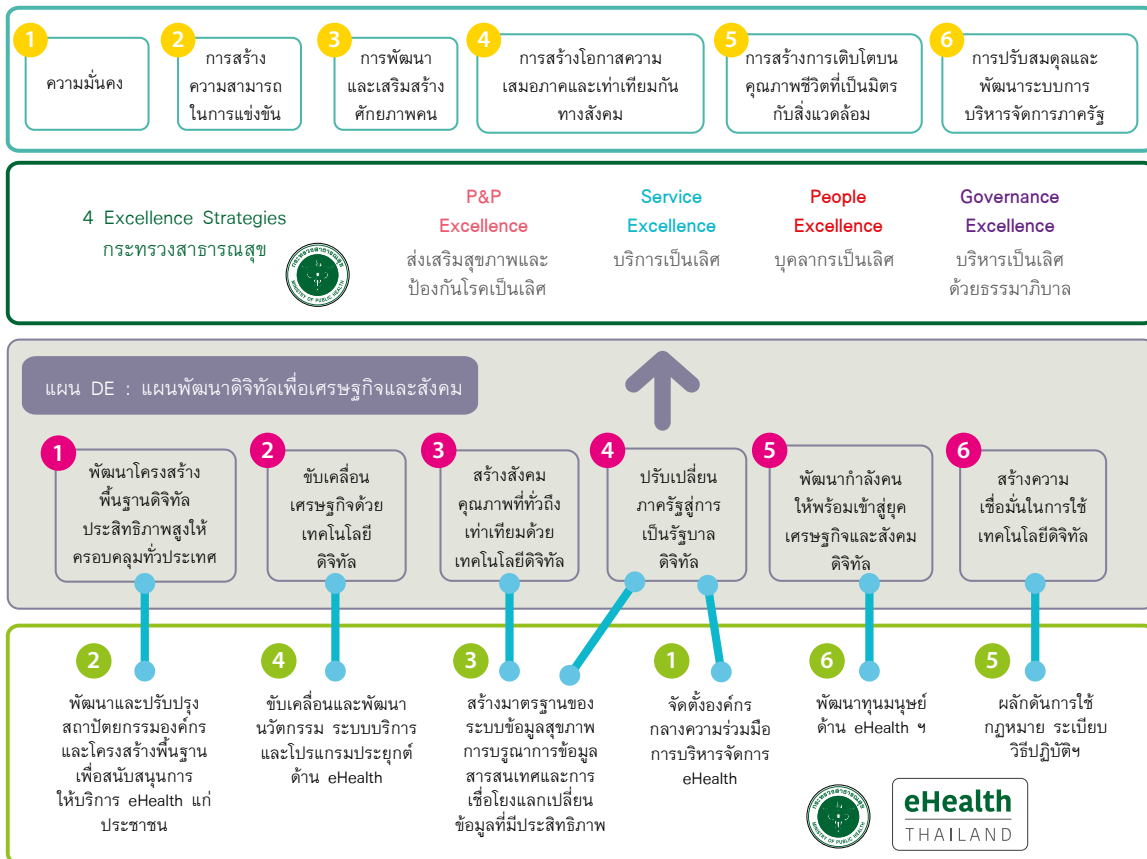 1
ความมั่นคง
2
การสร้าง
ความสามารถ
ในการแข่งขัน
3
การพัฒนา
และเสริมสร้าง
ศักยภาพคน
4
การสร้างโอกาสความ
เสมอภาคและเท่าเทียมกัน
ทางสังคม
5
การสร้างการเติบโตบน
คุณภาพชีวิตที่เป็นมิตร
กับสิ่งแวดล้อม
6
การปรับสมดุลและ
พัฒนาระบบการ
บริหารจัดการภาครัฐ
4 Excellence Strategies
กระทรวงสาธารณสุข
กระทรวงสาธารณสุข
MINISTRY OF PUBLIC HEALTH
P&P
Excellence
ส่งเสริมสุขภาพและ
ป้องกันโรคเป็นเลิศ
Service
Excellence
บริการเป็นเลิศ
People
Excellence
บุคลากรเป็นเลิศ
Governance
Excellence
บริหารเป็นเลิศ
ด้วยธรรมาภิบาล
แผน DE : แผนพัฒนาดิจิทัลเพื่อเศรษฐกิจและสังคม
1
พัฒนาโครงสร้าง
พื้นฐานดิจิทัล
ประสิทธิภาพสูงให้
ครอบคลุมทั่วประเทศ
2
ขับเคลื่อน
เศรษฐกิจด้วย
เทคโนโลยี
ดิจิทัล
3
สร้างสังคม
คุณภาพที่ทั่วถึง
เท่าเทียมด้วย
เทคโนโลยีดิจิทัล
4
ปรับเปลี่ยน
ภาครัฐสู่การ
เป็นรัฐบาล
ดิจิทัล
5
พัฒนากำลังคน
ให้พร้อมเข้าสู่ยุค
เศรษฐกิจและสังคม
ดิจิทัล
6
สร้างความ
เชื่อมั่นในการใช้
เทคโนโลยีดิจิทัล
2
พัฒนาและปรับปรุง
สถาปัตยกรรมองค์กร
และโครงสร้างพื้นฐาน
เพื่อสนับสนุนการ
ให้บริการ eHealth แก่
ประชาชน
4
ขับเคลื่อนและพัฒนา
นวัตกรรม ระบบบริการ
และโปรแกรมประยุกต์
ด้าน eHealth
3
สร้างมาตรฐานของ
ระบบข้อมูลสุขภาพ
การบูรณาการข้อมูล
สารสนเทศและการ
เชื่อโยงแลกเปลี่ยน
ข้อมูลที่มีประสิทธิภาพ
1
จัดตั้งองค์กร
กลางความร่วมมือ
การบริหารจัดการ
eHealth
6
พัฒนาทุนมนุษย์
ด้าน eHealth ฯ
5
ผลักดันการใช้
กฎหมาย ระเบียบ
วิธีปฏิบัติฯ
กระทรวงสาธารณสุข
MINISTRY OF PUBLIC HEALTH
eHealth
THAILAND